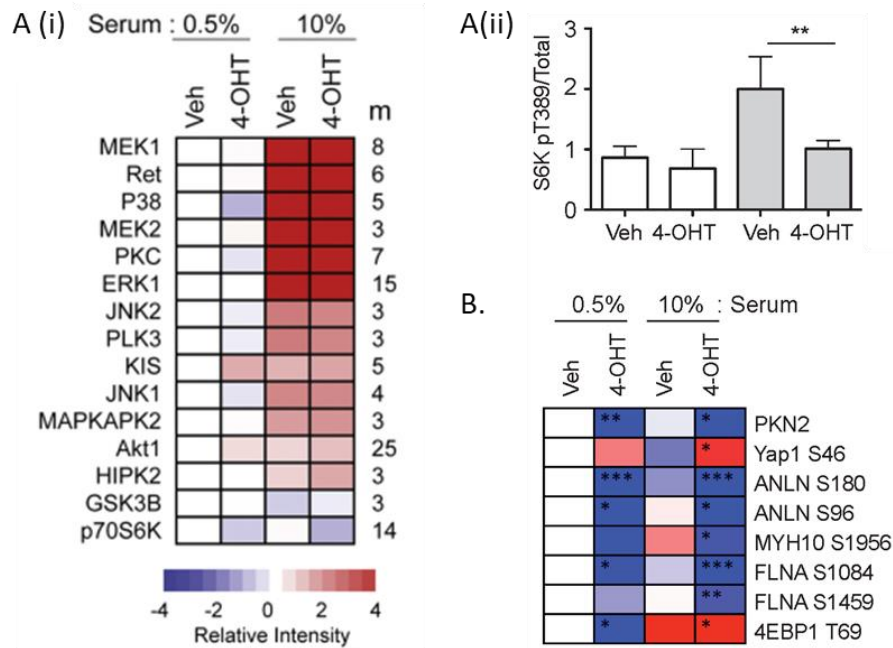 A (i)
Serum : 0.5% 10%
Veh 4-OHT Veh 4-OHT m
MEK1 8
Ret 6
P38 5
MEK2 3
PKC 7
ERK1 15
JNK2 3
PLK3 3
KIS 5
JNK1 4
MAPKAPK2 3
Akt1 25
HIPK2 3
GSK3B 3
p70S6K 14
-4 -2 0 2 4
Relative Intensity
A(ii)
S6K pT389/Total
3
2
1
0
**
Veh 4-OHT Veh 4-OHT
B.
0.5% 10% : Serum
Veh 4-OHT Veh 4-OHT
** * PKN2
* Yap1 S46
*** *** ANLN S180
* * ANLN S96
* MYH10 S1956
* *** FLNA S1084
** FLNA S1459
* * 4EBP1 T69